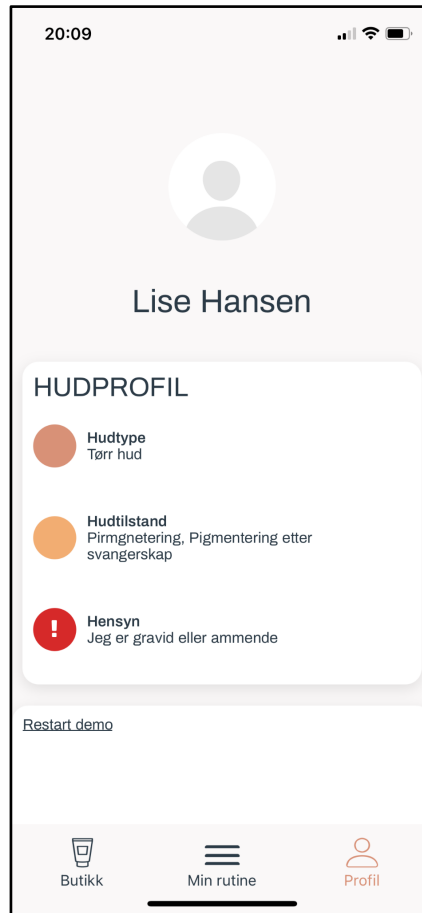 20:09
Lise Hansen
HUDPROFIL
Hudtype
Tørr hud
Hudtilstand
Pirmgnetering, Pigmentering etter
svangerskap
!
Hensyn
Jeg er gravid eller ammende
Restart demo
Butikk
Min rutine
Profil